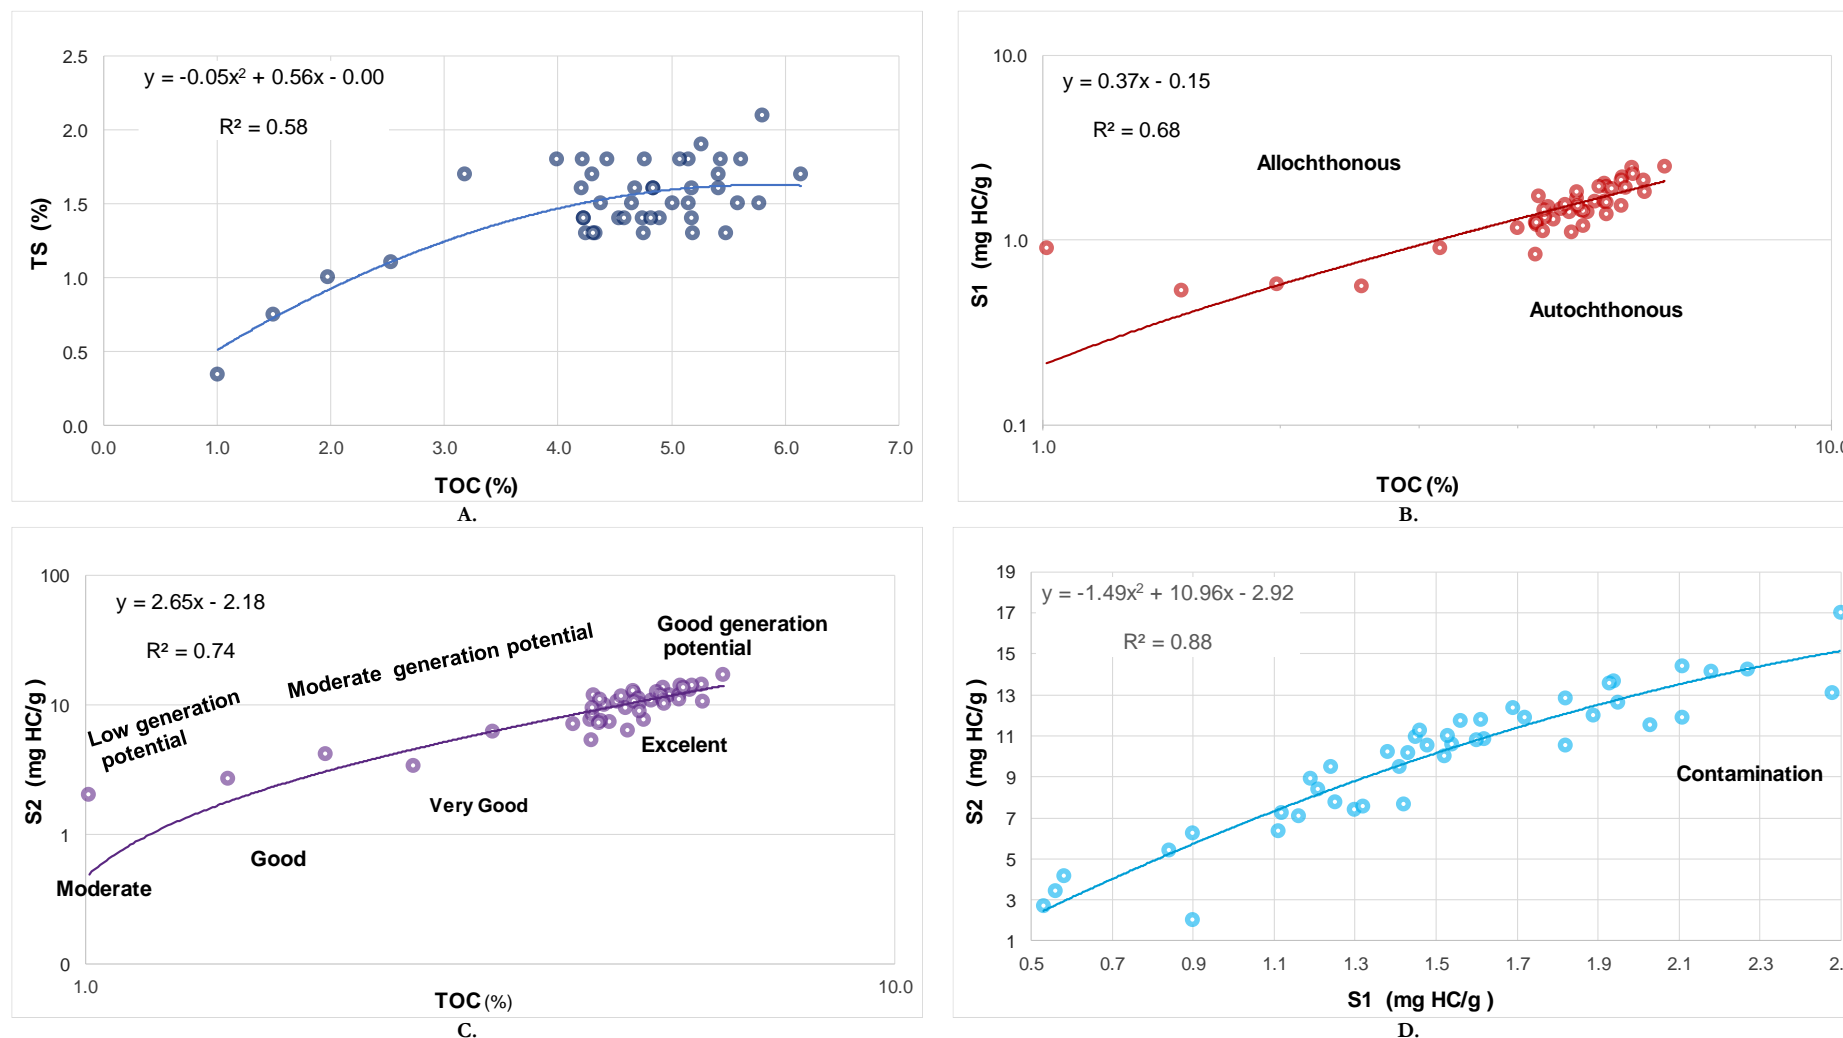 y = -0.05x² + 0.56x - 0.00
R² = 0.58
2.5
2.0
1.5
1.0
0.5
0.0
TS (%)
0.0 1.0 2.0 3.0 4.0 5.0 6.0 7.0
TOC (%)
A.
y = 0.37x - 0.15
R² = 0.68
Allochthonous
Autochthonous
10.0
1.0
0.1
S1 (mg HC/g )
1.0 10.0
TOC (%)
B.
y = 2.65x - 2.18
R² = 0.74
Low generation
potential
Moderate generation potential
Good generation
potential
Excelent
Very Good
Good
Moderate
100
10
1
0
S2 (mg HC/g )
1.0 10.0
TOC (%)
C.
y = -1.49x² + 10.96x - 2.92
R² = 0.88
Contamination
19
17
15
13
11
9
7
5
3
1
S2 (mg HC/g )
0.5 0.7 0.9 1.1 1.3 1.5 1.7 1.9 2.1 2.3 2.
S1 (mg HC/g )
D.